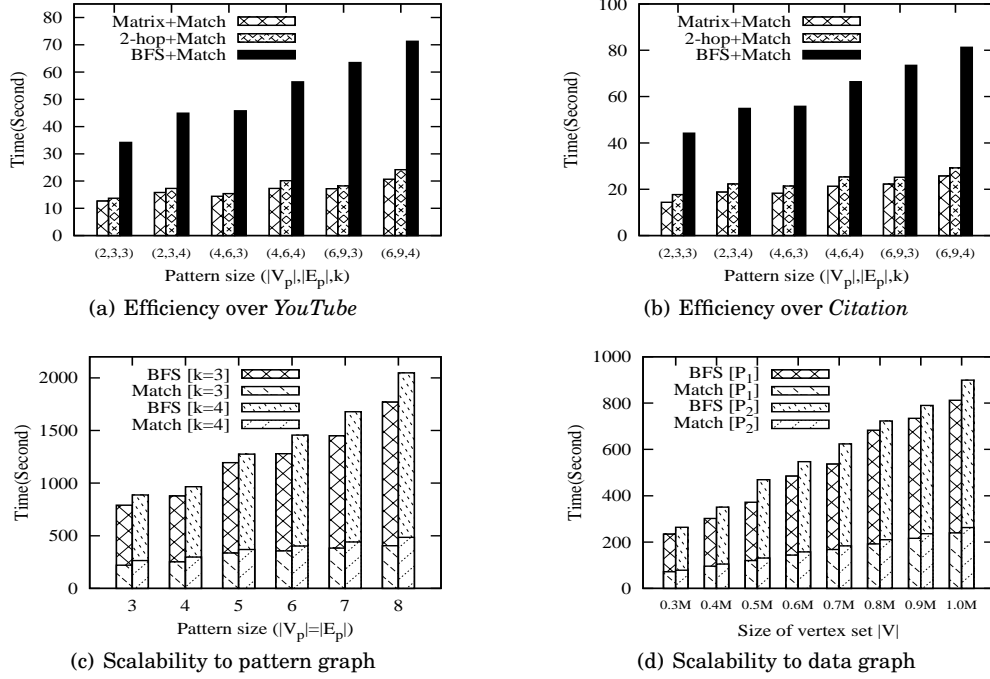 80
70
60
50
40
30
20
10
0
Time(Second)
Matrix+Match
2-hop+Match
BFS+Match
(2,3,3) (2,3,4) (4,6,3) (4,6,4) (6,9,3) (6,9,4)
Pattern size (|V_p|,|E_p|,k)
(a) Efficiency over YouTube
100
80
60
40
20
0
Time(Second)
Matrix+Match
2-hop+Match
BFS+Match
(2,3,3) (2,3,4) (4,6,3) (4,6,4) (6,9,3) (6,9,4)
Pattern size (|V_p|,|E_p|,k)
(b) Efficiency over Citation
2000
1500
1000
500
0
Time(Second)
BFS [k=3]
Match [k=3]
BFS [k=4]
Match [k=4]
3 4 5 6 7 8
Pattern size (|V_p|=|E_p|)
(c) Scalability to pattern graph
1000
800
600
400
200
0
Time(Second)
BFS [P_1]
Match [P_1]
BFS [P_2]
Match [P_2]
0.3M 0.4M 0.5M 0.6M 0.7M 0.8M 0.9M 1.0M
Size of vertex set |V|
(d) Scalability to data graph